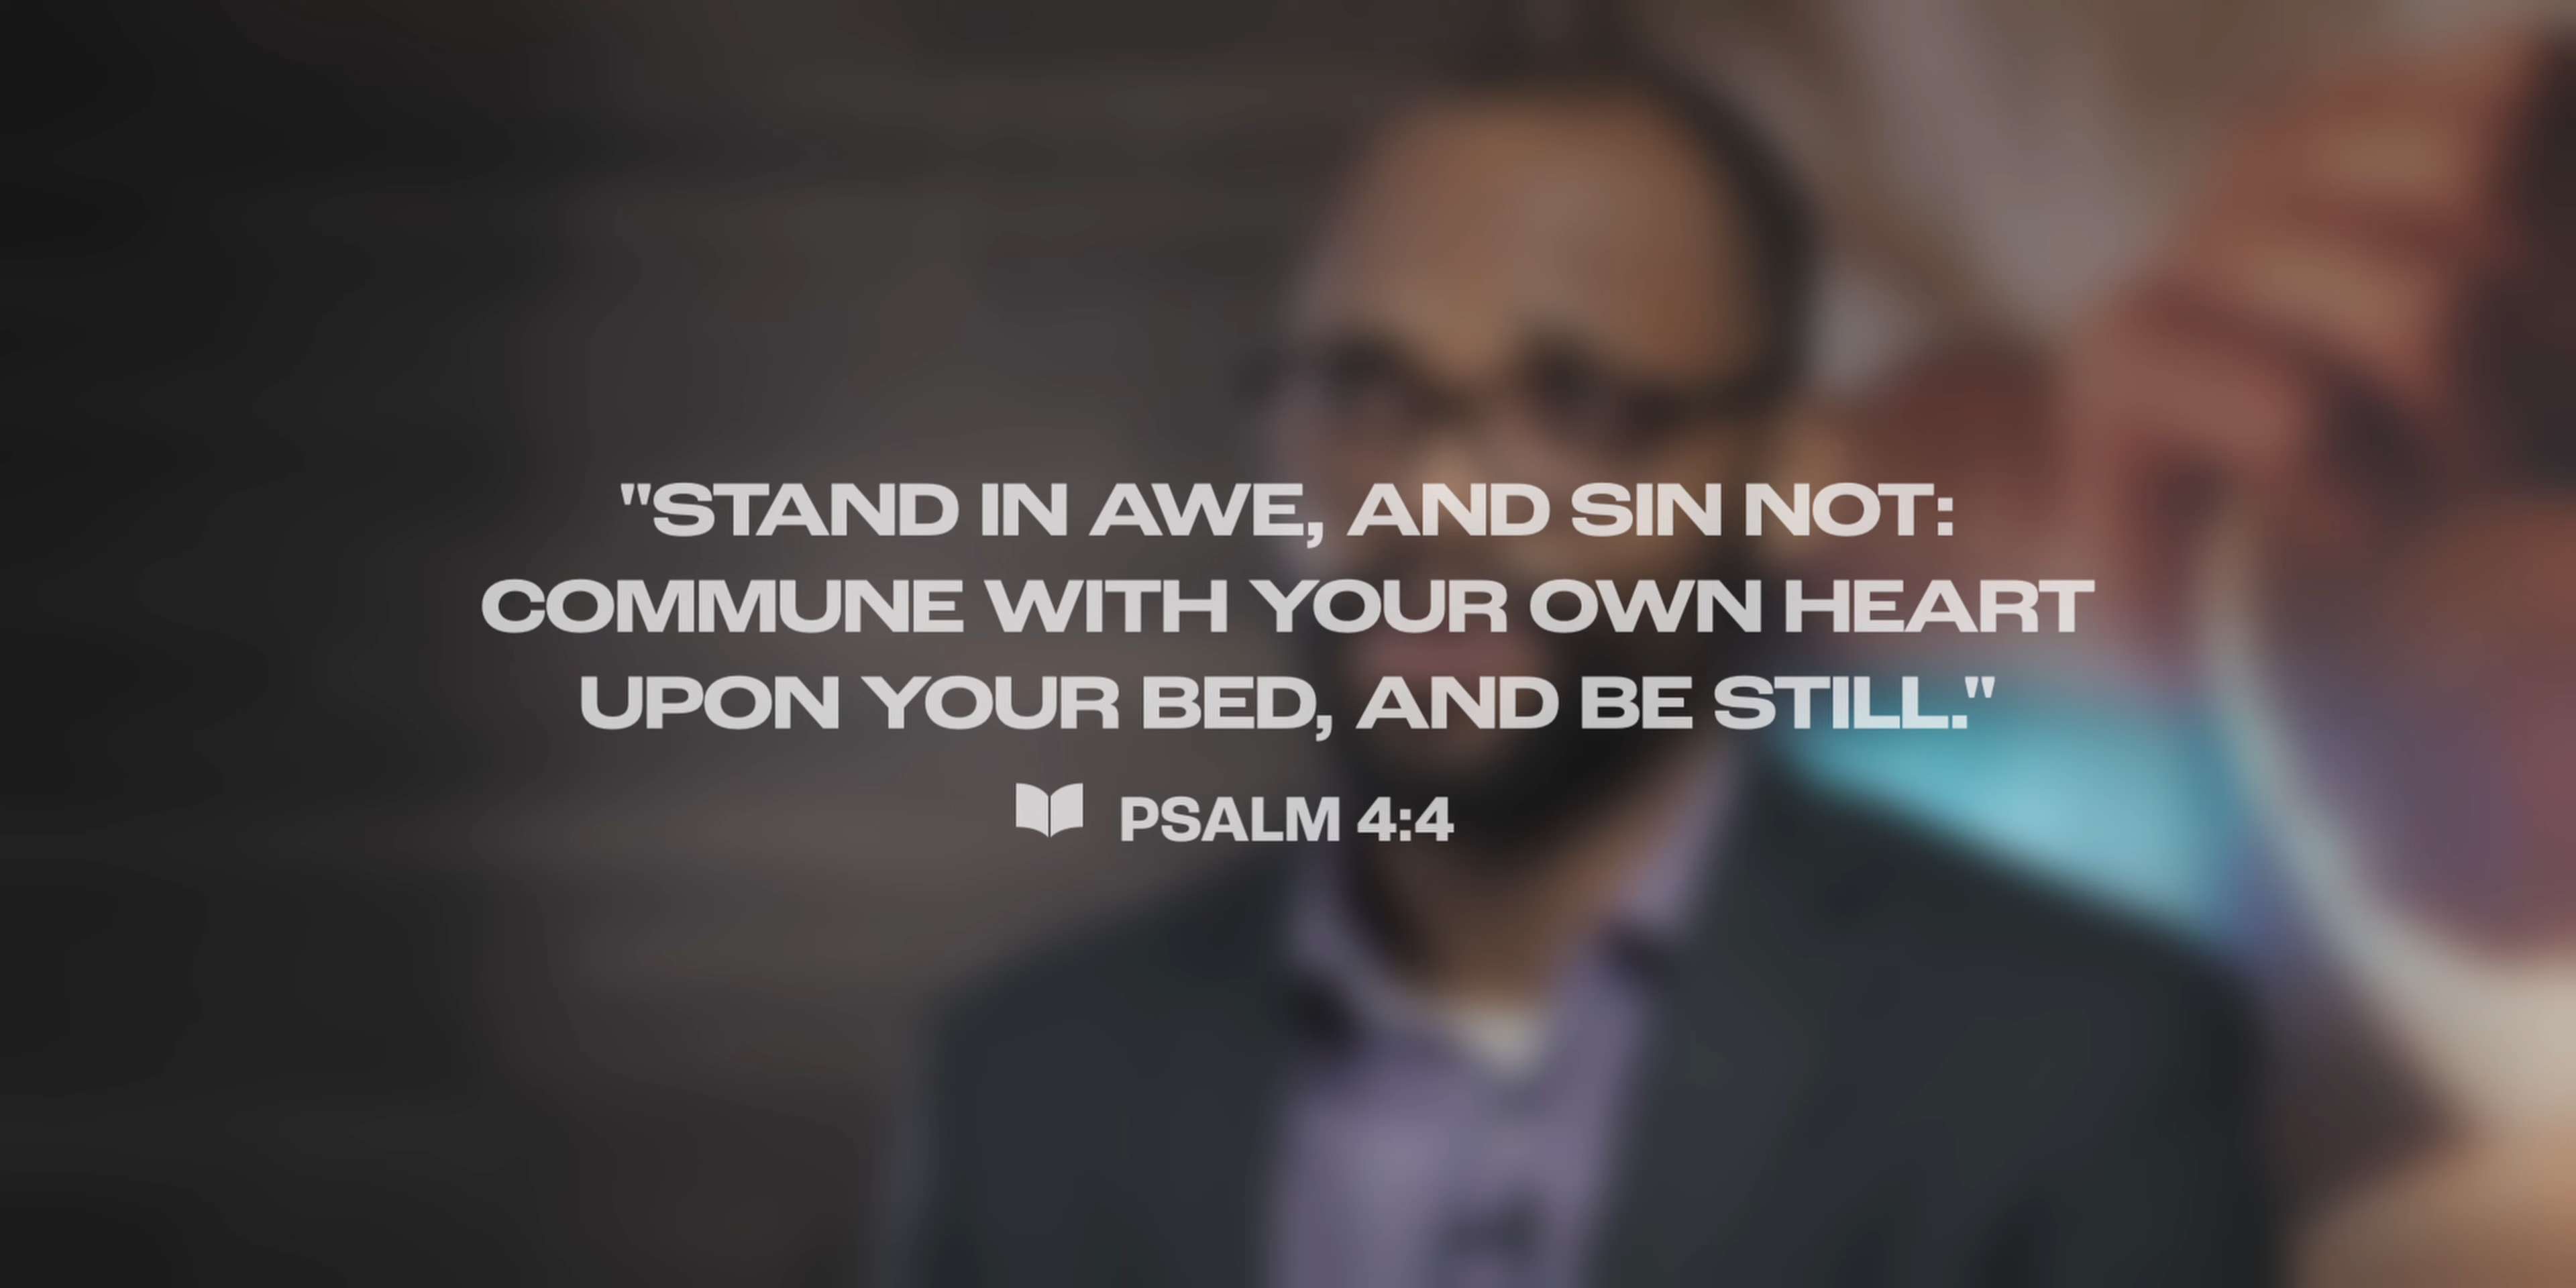 "STAND IN AWE, AND SIN NOT:
COMMUNE WITH YOUR OWN HEART
UPON YOUR BED, AND BE STILL."
PSALM 4:4